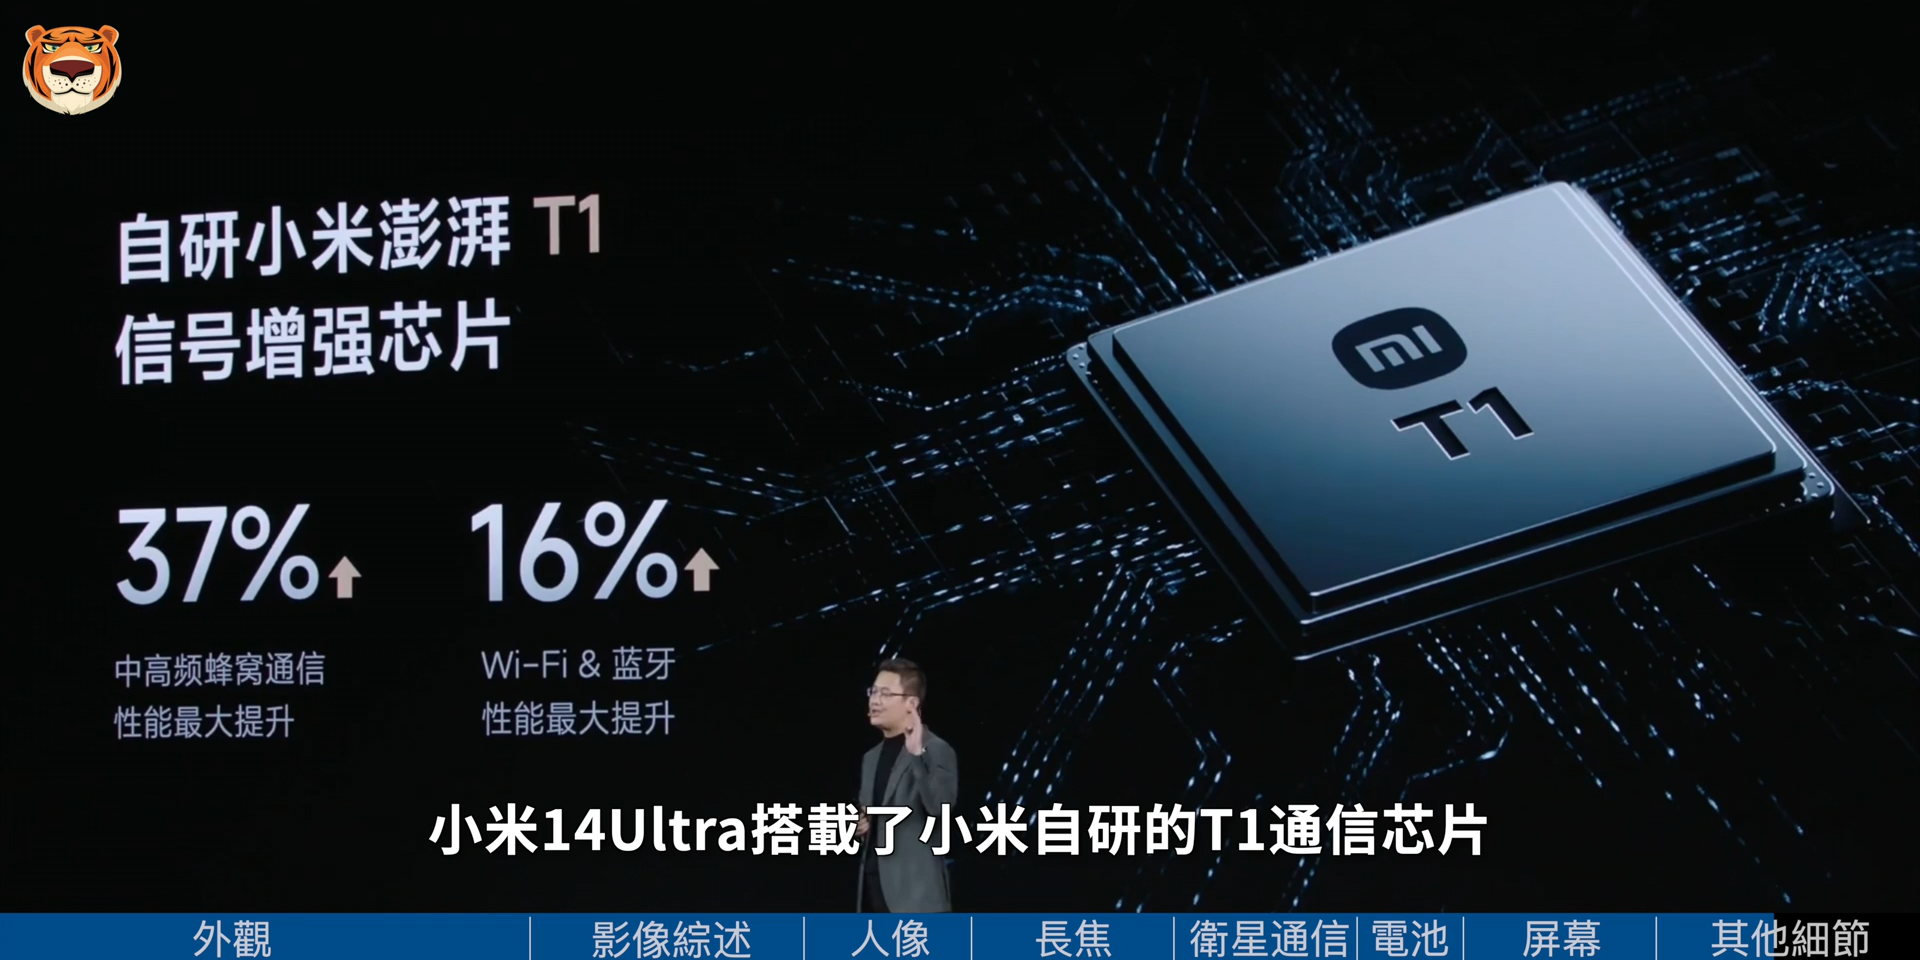 自研小米澎湃 T1
信号增强芯片
37%
16%
中高频蜂窝通信
性能最大提升
Wi-Fi & 蓝牙
性能最大提升
T1
小米14Ultra搭載了小米自研的T1通信芯片
外觀
影像綜述
人像
長焦
衛星通信
電池
屏幕
其他細節